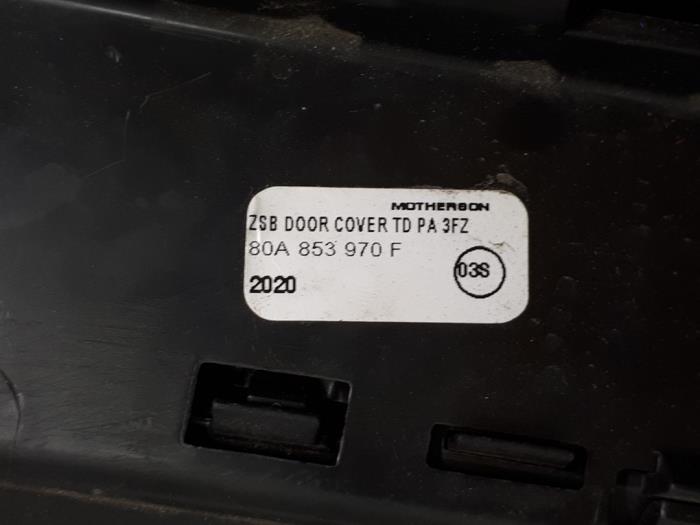 MOTHERSON
ZSB DOOR COVER TD PA 3FZ
80A 853 970 F
03S
2020